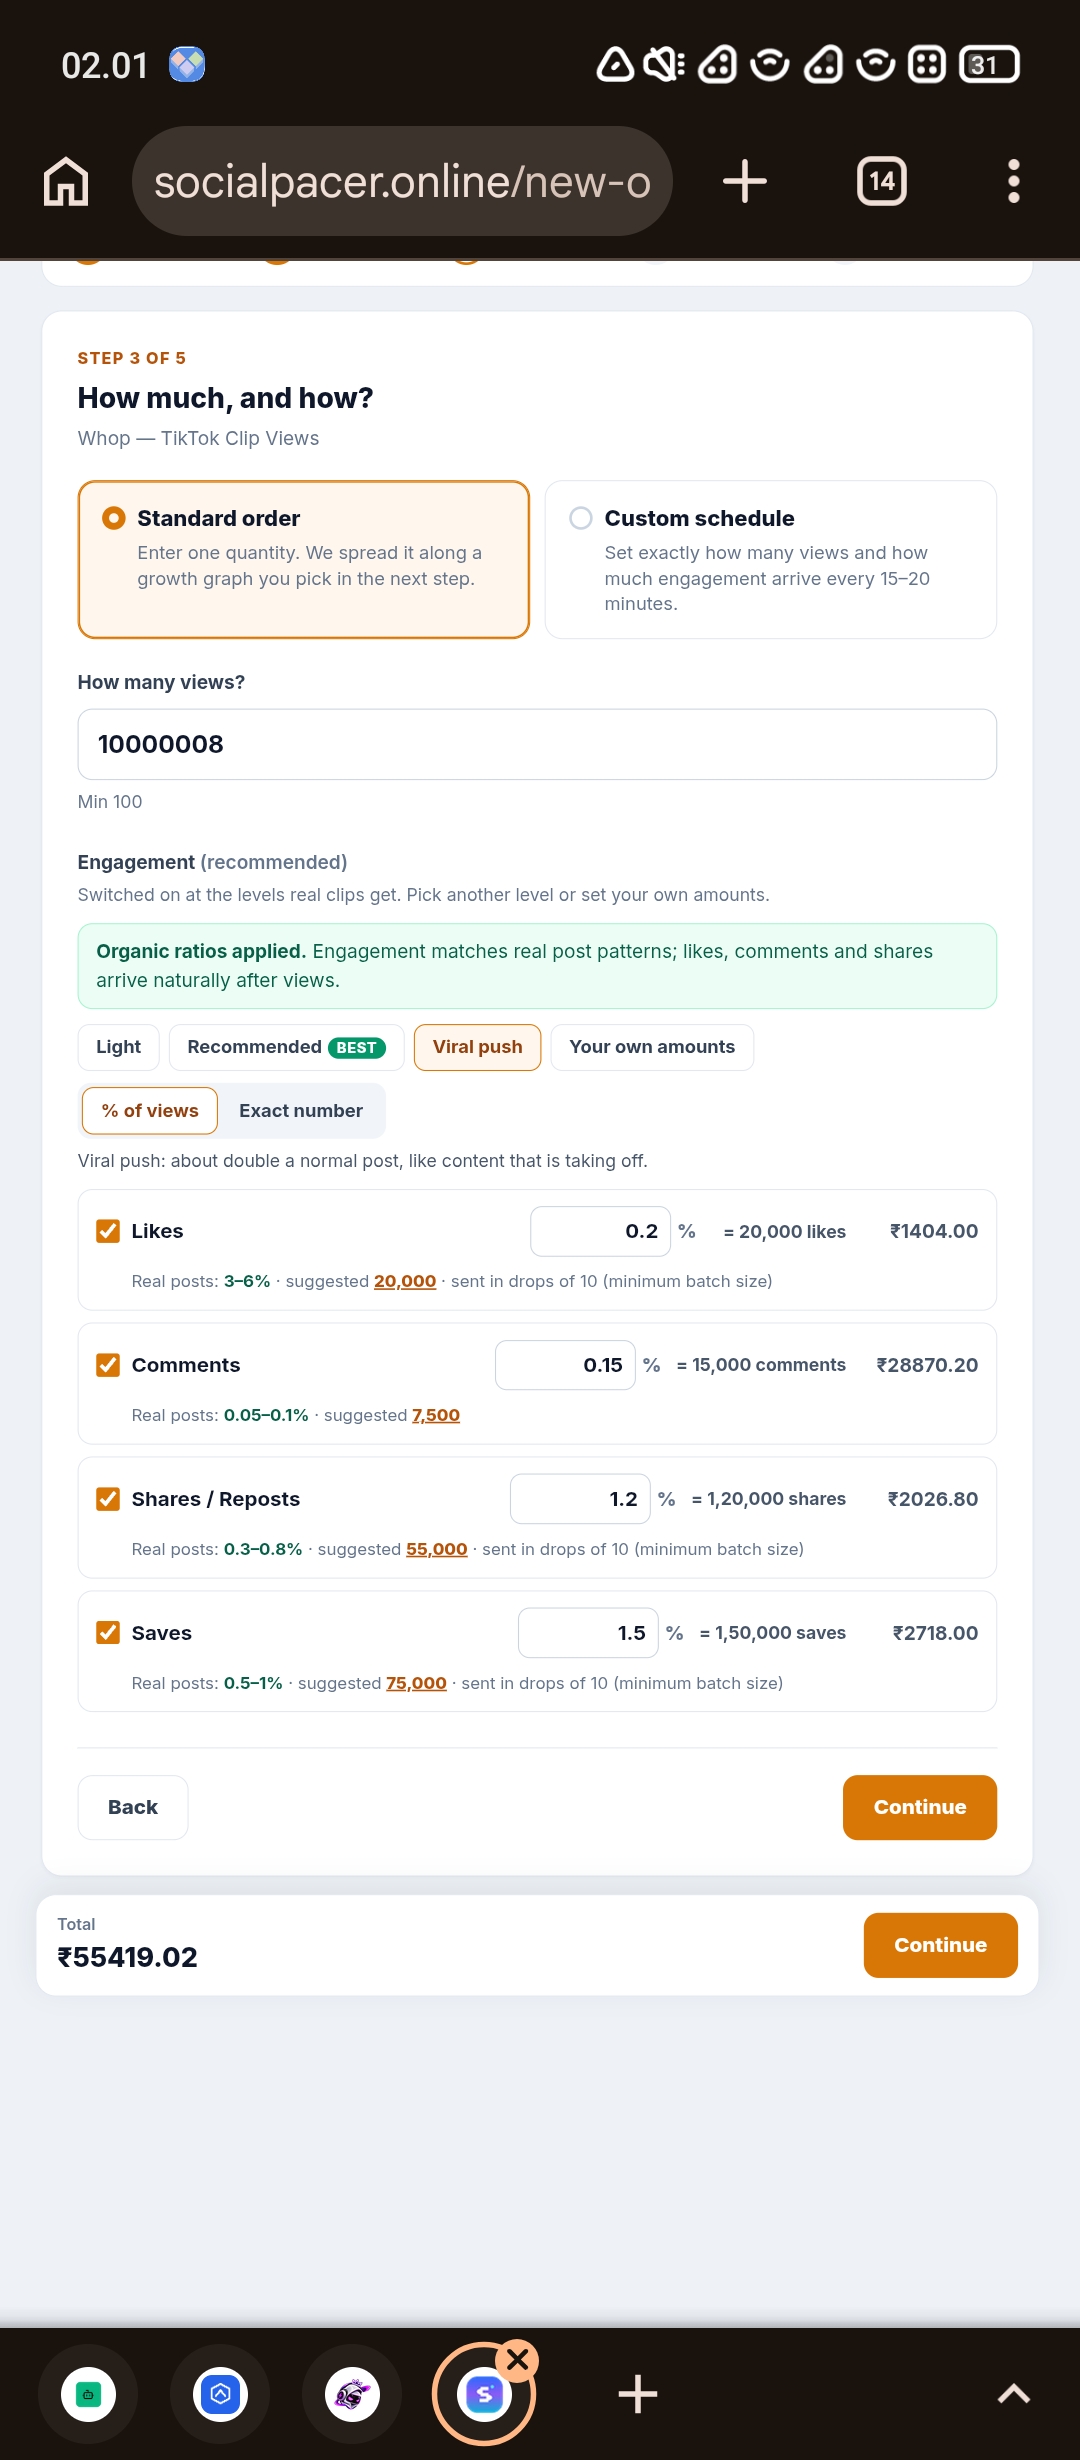 02.01
31
socialpacer.online/new-o
14
STEP 3 OF 5
How much, and how?
Whop — TikTok Clip Views
Standard order
Enter one quantity. We spread it along a
growth graph you pick in the next step.
Custom schedule
Set exactly how many views and how
much engagement arrive every 15–20
minutes.
How many views?
10000008
Min 100
Engagement (recommended)
Switched on at the levels real clips get. Pick another level or set your own amounts.
Organic ratios applied. Engagement matches real post patterns; likes, comments and shares
arrive naturally after views.
Light
Recommended BEST
Viral push
Your own amounts
% of views
Exact number
Viral push: about double a normal post, like content that is taking off.
Likes 0.2 % = 20,000 likes ₹1404.00
Real posts: 3–6% · suggested 20,000 · sent in drops of 10 (minimum batch size)
Comments 0.15 % = 15,000 comments ₹28870.20
Real posts: 0.05–0.1% · suggested 7,500
Shares / Reposts 1.2 % = 1,20,000 shares ₹2026.80
Real posts: 0.3–0.8% · suggested 55,000 · sent in drops of 10 (minimum batch size)
Saves 1.5 % = 1,50,000 saves ₹2718.00
Real posts: 0.5–1% · suggested 75,000 · sent in drops of 10 (minimum batch size)
Back
Continue
Total
₹55419.02
Continue